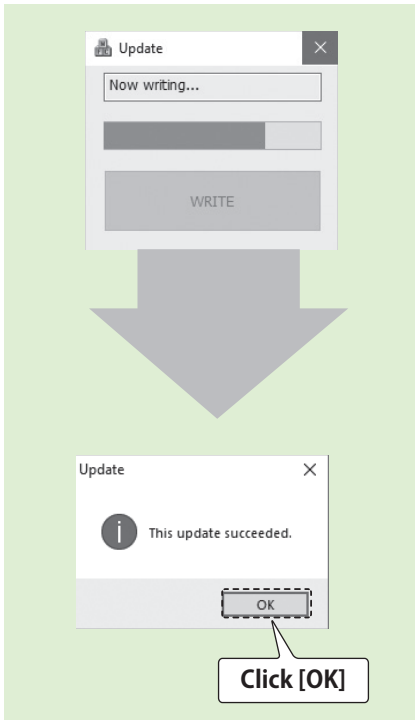 Update
Now writing...
WRITE
Update
This update succeeded.
OK
Click [OK]